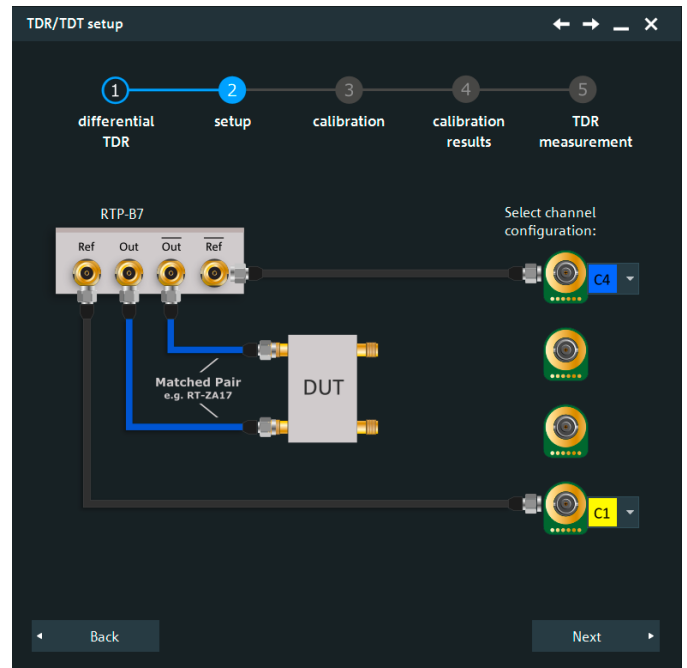 TDR/TDT setup
1
2
3
4
5
differential
TDR
setup
calibration
calibration
results
TDR
measurement
RTP-B7
Select channel
configuration:
Ref
Out
Out
Ref
C4
Matched Pair
e.g. RT-ZA17
DUT
C1
Back
Next